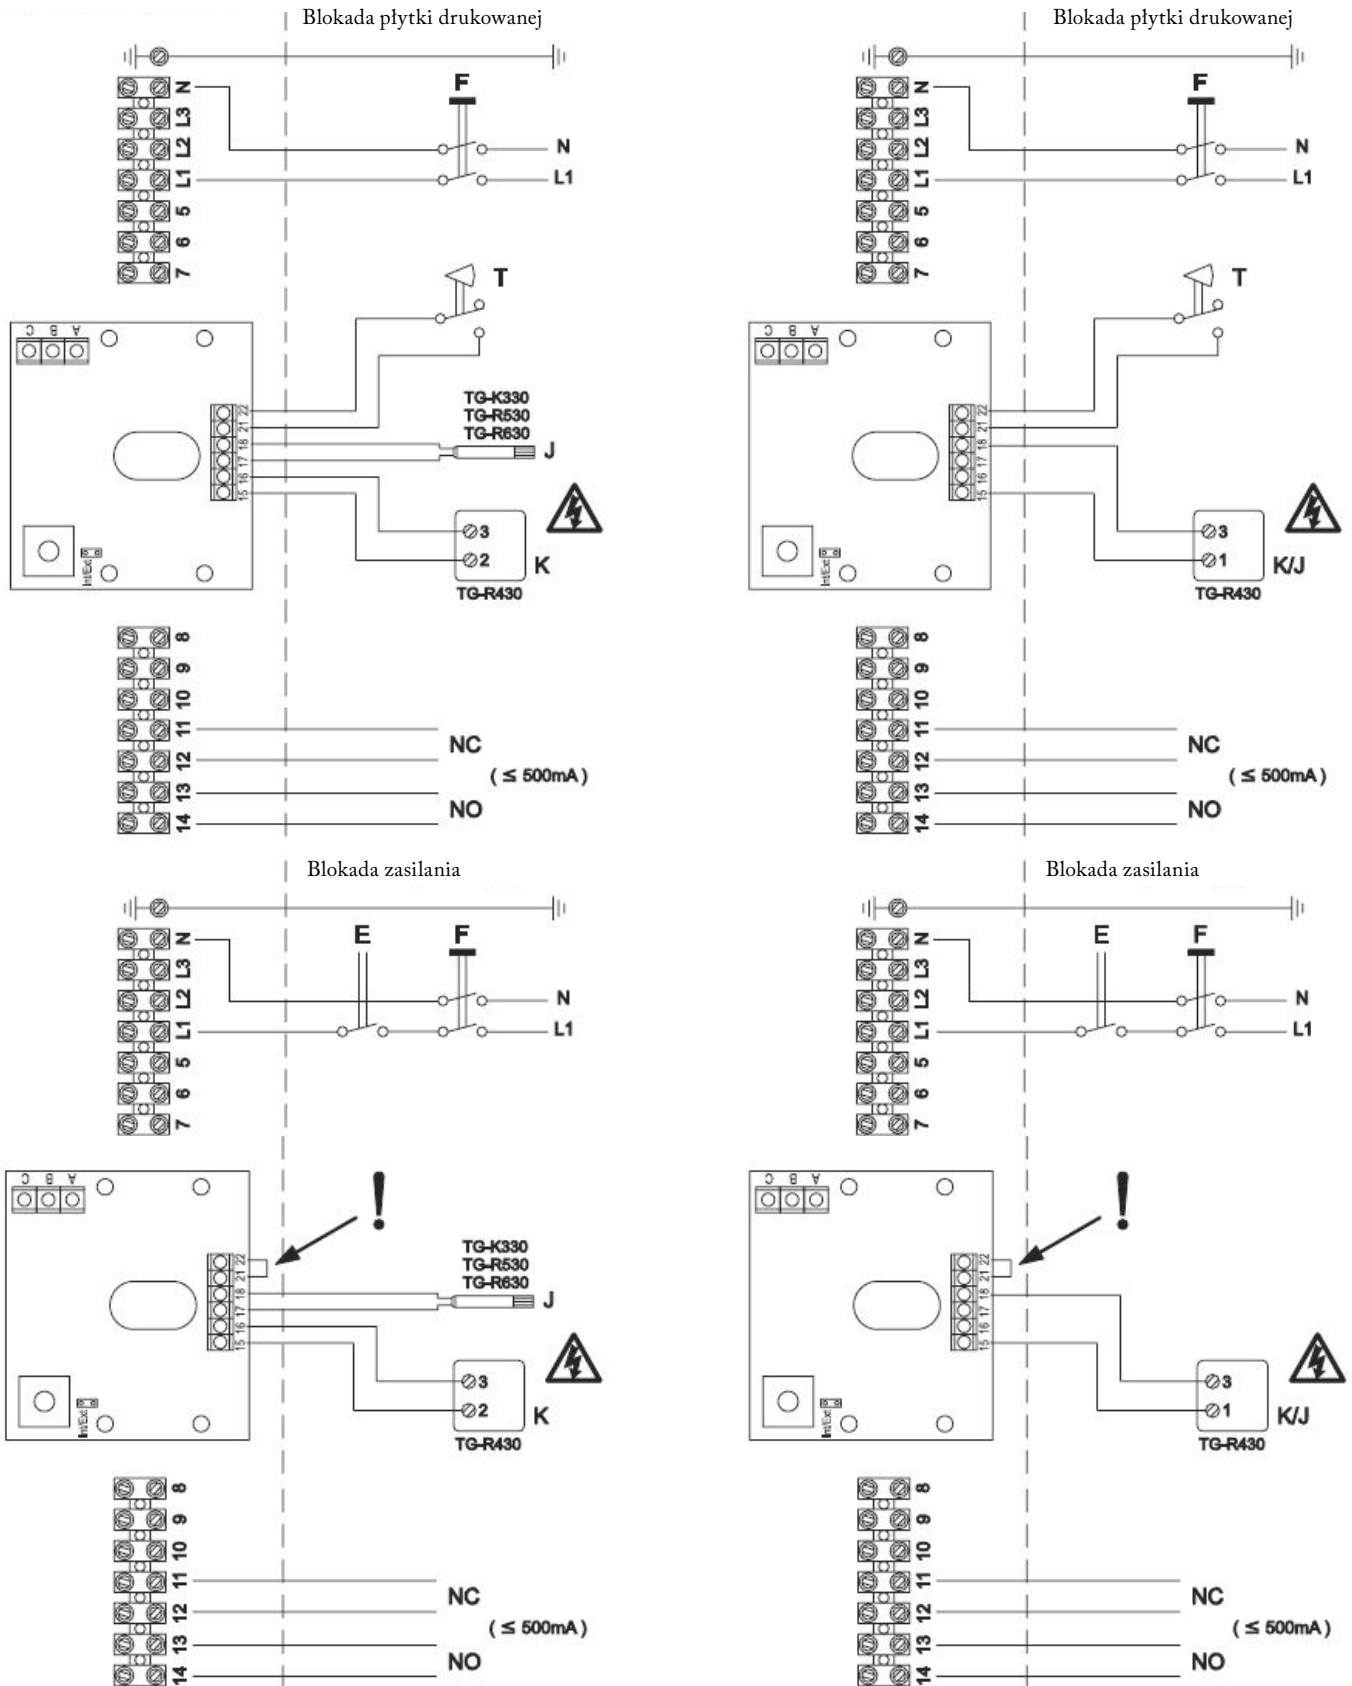 Blokada płytki drukowanej
N
L3
L2
L1
5
6
7
F
N
L1
T
C B A
22
21
18
17
16
15
Int/Ext
TG-K330
TG-R530
TG-R630
J
3
2
K
TG-R430
8
9
10
11
12
13
14
NC
( ≤ 500mA )
NO
Blokada płytki drukowanej
N
L3
L2
L1
5
6
7
F
N
L1
T
C B A
22
21
18
17
16
15
Int/Ext
3
1
K/J
TG-R430
8
9
10
11
12
13
14
NC
( ≤ 500mA )
NO
Blokada zasilania
N
L3
L2
L1
5
6
7
E
F
N
L1
!
C B A
22
21
18
17
16
15
Int/Ext
TG-K330
TG-R530
TG-R630
J
3
2
K
TG-R430
8
9
10
11
12
13
14
NC
( ≤ 500mA )
NO
Blokada zasilania
N
L3
L2
L1
5
6
7
E
F
N
L1
!
C B A
22
21
18
17
16
15
Int/Ext
3
1
K/J
TG-R430
8
9
10
11
12
13
14
NC
( ≤ 500mA )
NO